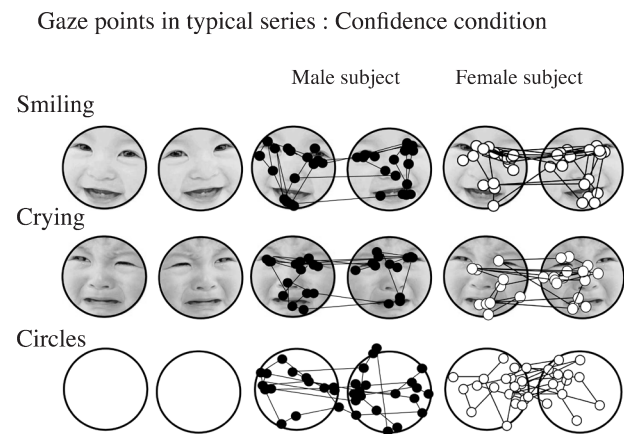 Gaze points in typical series : Confidence condition
Male subject Female subject
Smiling
Crying
Circles